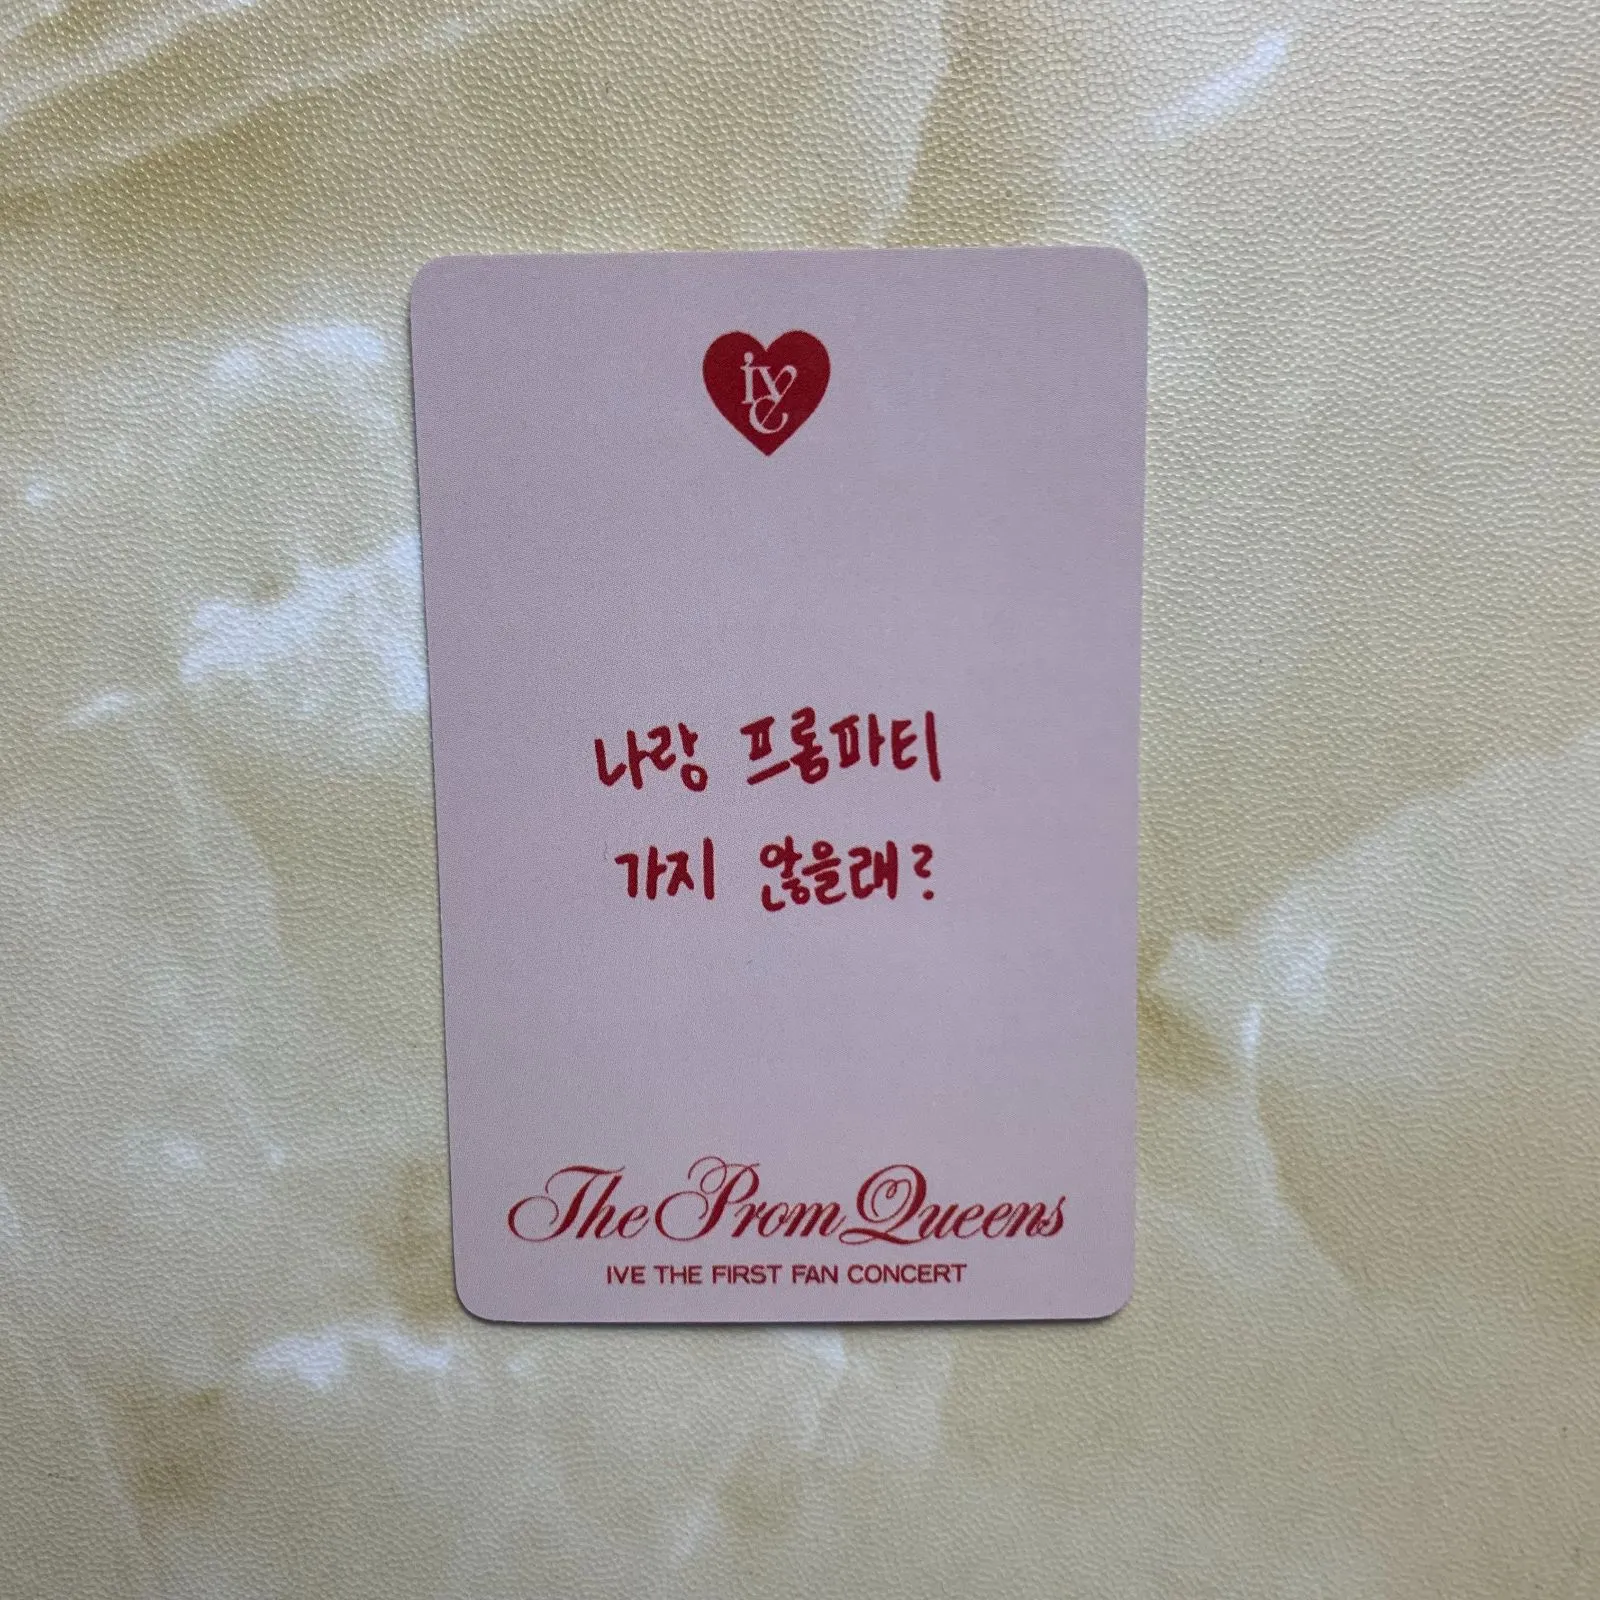 ive
나랑 프롬파티
가지 않을래?
The Prom Queens
IVE THE FIRST FAN CONCERT